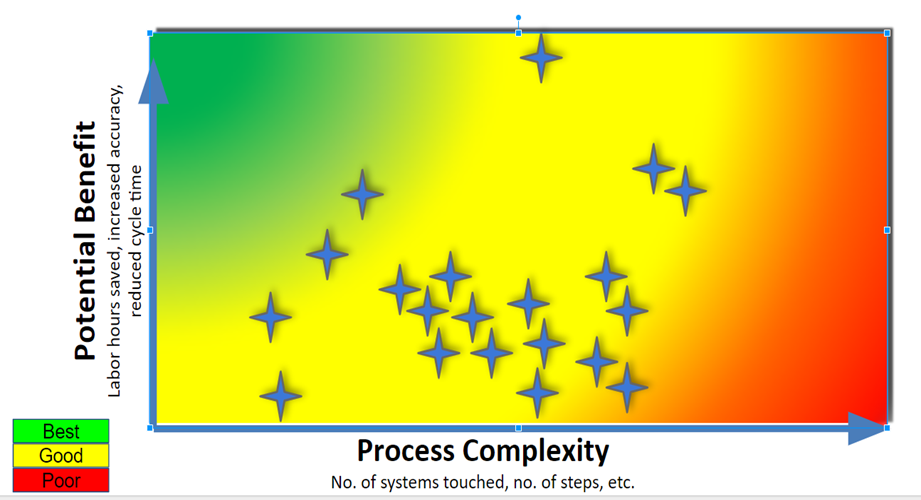 Potential Benefit
Labor hours saved, increased accuracy,
reduced cycle time
Best
Good
Poor
Process Complexity
No. of systems touched, no. of steps, etc.